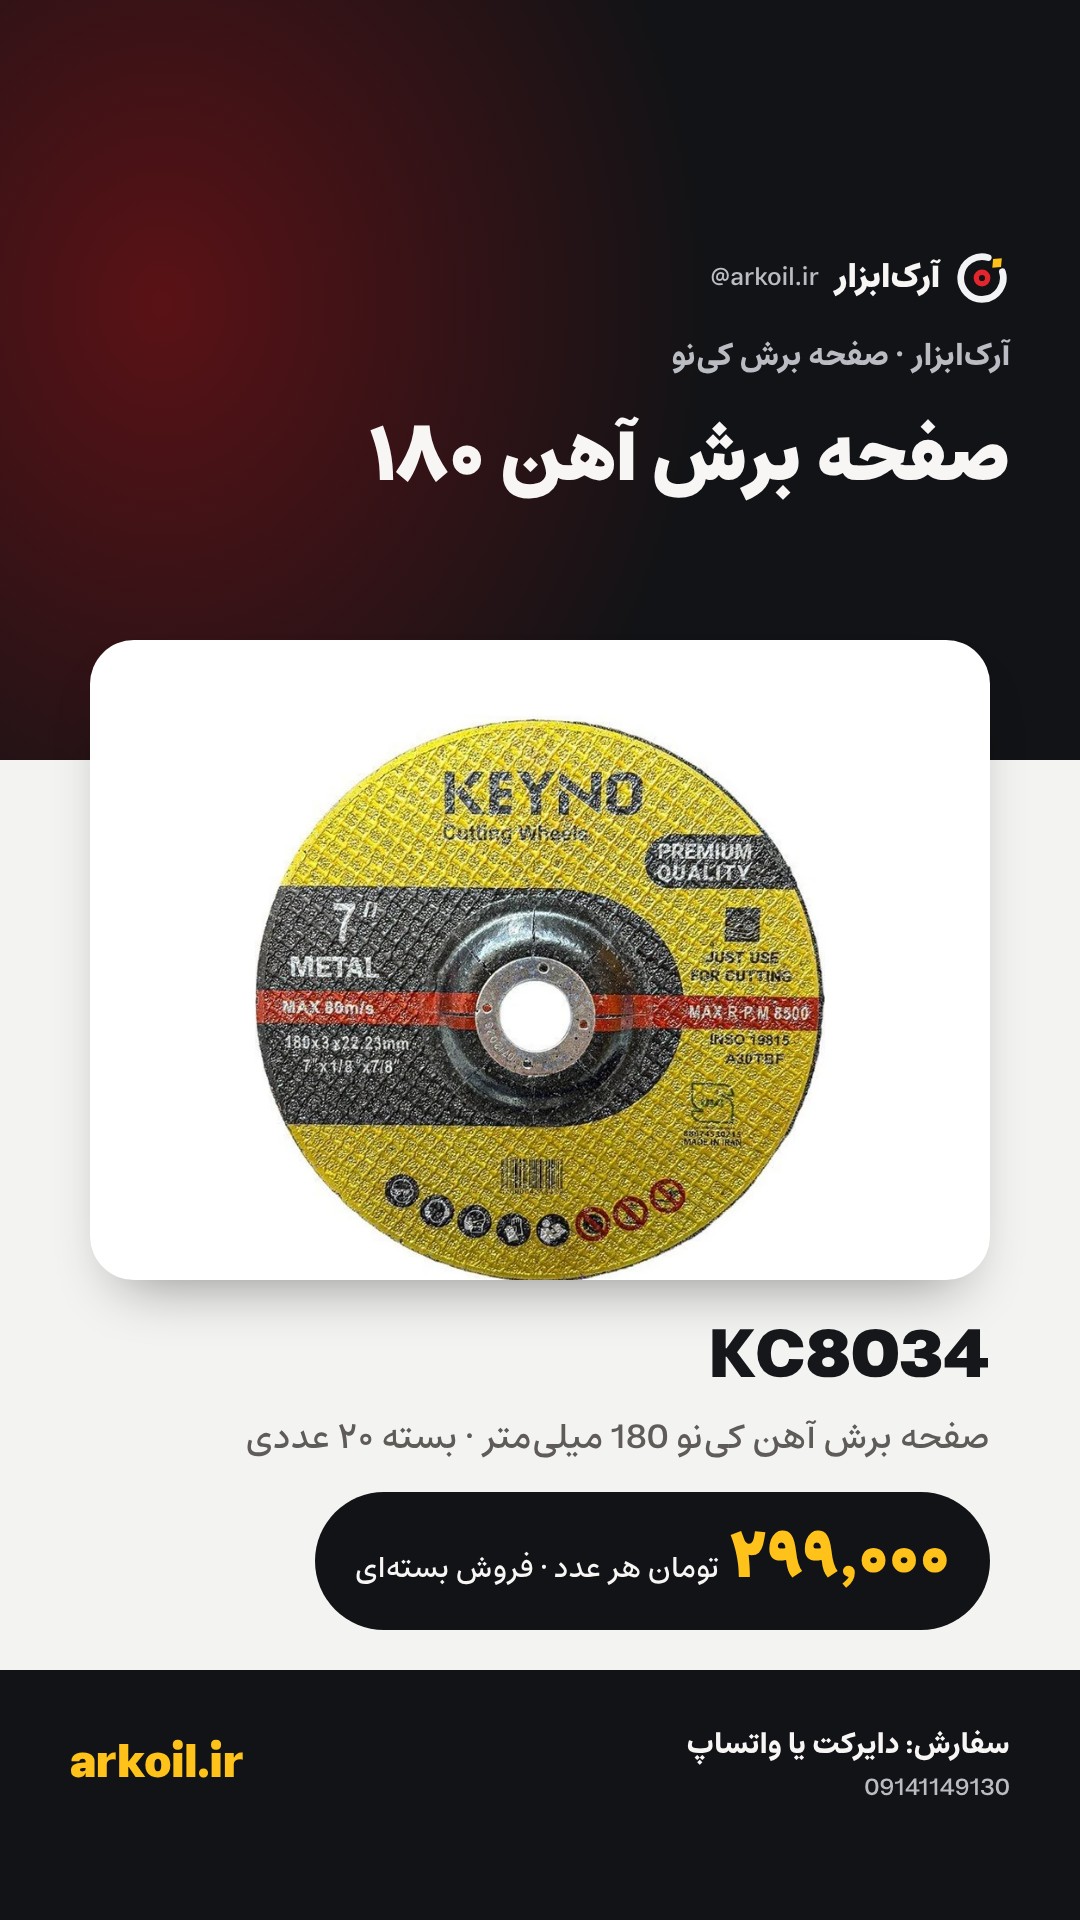 آرک‌ابزار @arkoil.ir
آرک‌ابزار · صفحه برش کی‌نو
صفحه برش آهن ۱۸۰
KEYNO
Cutting Wheels
PREMIUM
QUALITY
7"
METAL
JUST USE
FOR CUTTING
MAX 80m/s
MAX R.P.M 8500
180x3x22.23mm
7"x1/8"x7/8"
INSO 19815
A30TBF
MADE IN IRAN
KC8034
صفحه برش آهن کی‌نو 180 میلی‌متر · بسته ۲۰ عددی
۲۹۹,۰۰۰ تومان هر عدد · فروش بسته‌ای
سفارش: دایرکت یا واتساپ
09141149130
arkoil.ir